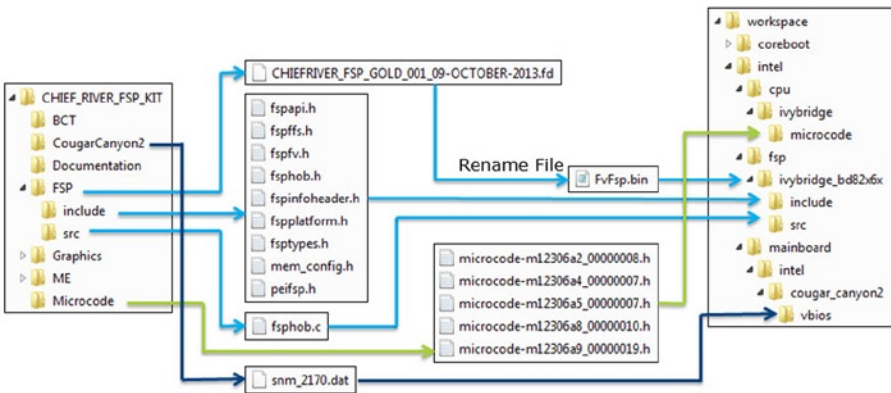 CHIEF_RIVER_FSP_KIT
BCT
CougarCanyon2
Documentation
FSP
include
src
Graphics
ME
Microcode
CHIEFRIVER_FSP_GOLD_001_09-OCTOBER-2013.fd
fspapi.h
fspffs.h
fspfv.h
fsphob.h
fspinfoheader.h
fspplatform.h
fsptypes.h
mem_config.h
peifsp.h
fsphob.c
snm_2170.dat
Rename File
FvFsp.bin
microcode-m12306a2_00000008.h
microcode-m12306a4_00000007.h
microcode-m12306a5_00000007.h
microcode-m12306a8_00000010.h
microcode-m12306a9_00000019.h
workspace
coreboot
intel
cpu
ivybridge
microcode
fsp
ivybridge_bd82x6x
include
src
mainboard
intel
cougar_canyon2
vbios